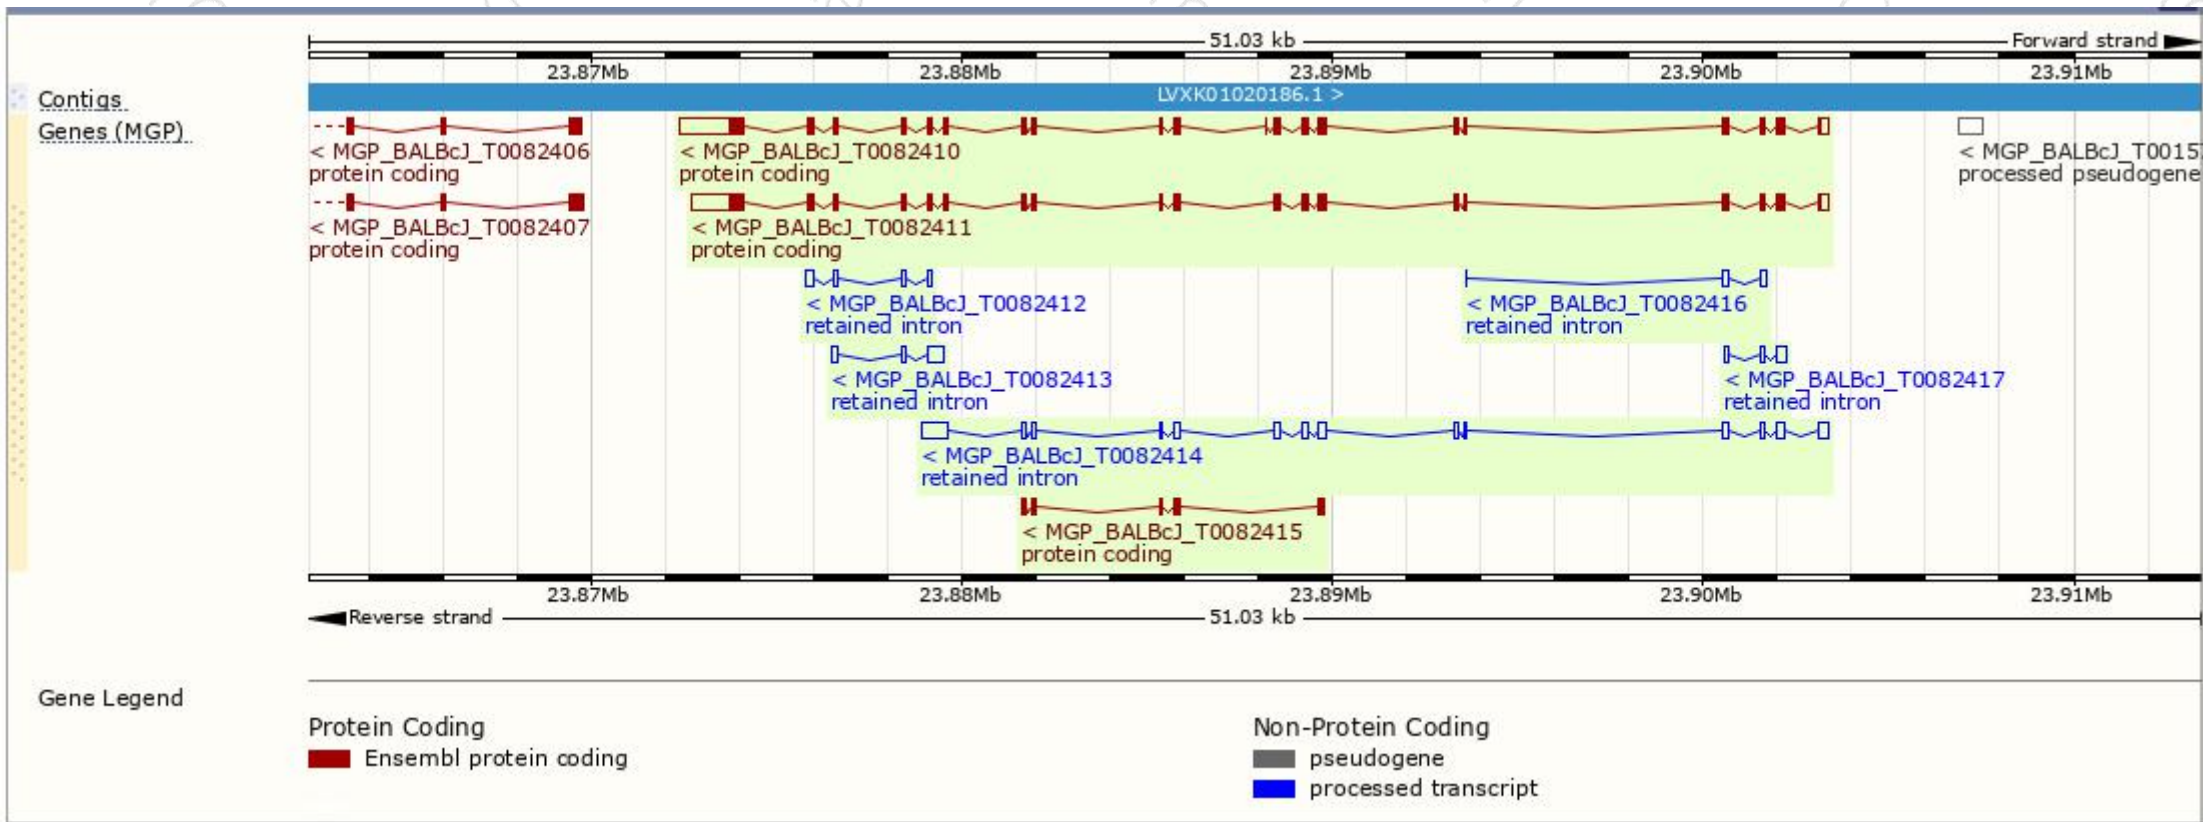 51.03 kb Forward strand
23.87Mb 23.88Mb 23.89Mb 23.90Mb 23.91Mb
Contigs LVXK01020186.1 >
Genes (MGP)
< MGP_BALBcJ_T0082406 < MGP_BALBcJ_T0082410 < MGP_BALBcJ_T0015
protein coding protein coding processed pseudogene
< MGP_BALBcJ_T0082407 < MGP_BALBcJ_T0082411
protein coding protein coding
< MGP_BALBcJ_T0082412 < MGP_BALBcJ_T0082416
retained intron retained intron
< MGP_BALBcJ_T0082413 < MGP_BALBcJ_T0082417
retained intron retained intron
< MGP_BALBcJ_T0082414
retained intron
< MGP_BALBcJ_T0082415
protein coding
23.87Mb 23.88Mb 23.89Mb 23.90Mb 23.91Mb
Reverse strand 51.03 kb
Gene Legend
Protein Coding Non-Protein Coding
Ensembl protein coding pseudogene
processed transcript